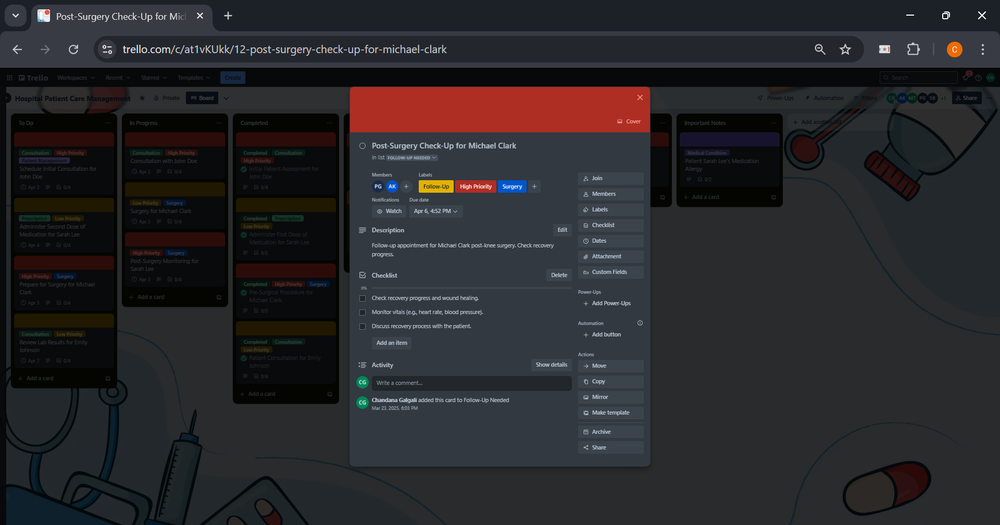 Post-Surgery Check-Up for Mic
trello.com/c/at1vKUkk/12-post-surgery-check-up-for-michael-clark
C
Trello
Workspaces
Recent
Starred
Templates
Create
Search
2
CG
Hospital Patient Care Management
Private
Board
Power-Ups
Automation
Filters
CG
AK
MT
PG
SB
+1
Share
To Do
Consultation
High Priority
Patient Management
Schedule Initial Consultation for
John Doe
Apr 2
0/4
Prescription
Low Priority
Administer Second Dose of
Medication for Sarah Lee
Apr 4
0/4
High Priority
Surgery
Prepare for Surgery for Michael
Clark
Apr 3
0/4
Consultation
Low Priority
Review Lab Results for Emily
Johnson
Apr 3
0/4
Add a card
In Progress
Consultation
High Priority
Consultation with John Doe
Apr 2
0/4
Low Priority
Surgery
Surgery for Michael Clark
Apr 3
0/4
High Priority
Surgery
Post-Surgery Monitoring for
Sarah Lee
Apr 3
0/4
Add a card
Completed
Completed
Consultation
High Priority
Initial Patient Assessment for
John Doe
0/4
Completed
Prescription
Low Priority
Administer First Dose of
Medication for Sarah Lee
0/5
Completed
High Priority
Surgery
Pre-Surgical Procedure for
Michael Clark
0/5
Completed
Consultation
Low Priority
Patient Consultation for Emily
Johnson
0/4
Add a card
Cover
Post-Surgery Check-Up for Michael Clark
in list FOLLOW-UP NEEDED
Members
Labels
PG
AK
Follow-Up
High Priority
Surgery
Notifications
Due date
Watch
Apr 6, 4:52 PM
Description
Edit
Follow-up appointment for Michael Clark post-knee surgery. Check recovery
progress.
Checklist
Delete
0%
Check recovery progress and wound healing.
Monitor vitals (e.g., heart rate, blood pressure).
Discuss recovery process with the patient.
Add an item
Activity
Show details
CG
Write a comment...
CG
Chandana Galgali added this card to Follow-Up Needed
Mar 23, 2025, 6:03 PM
Join
Members
Labels
Checklist
Dates
Attachment
Custom Fields
Power-Ups
Add Power-Ups
Automation
Add button
Actions
Move
Copy
Mirror
Make template
Archive
Share
Important Notes
Medical Condition
Patient Sarah Lee's Medication
Allergy
0/2
Add a card
Add another list